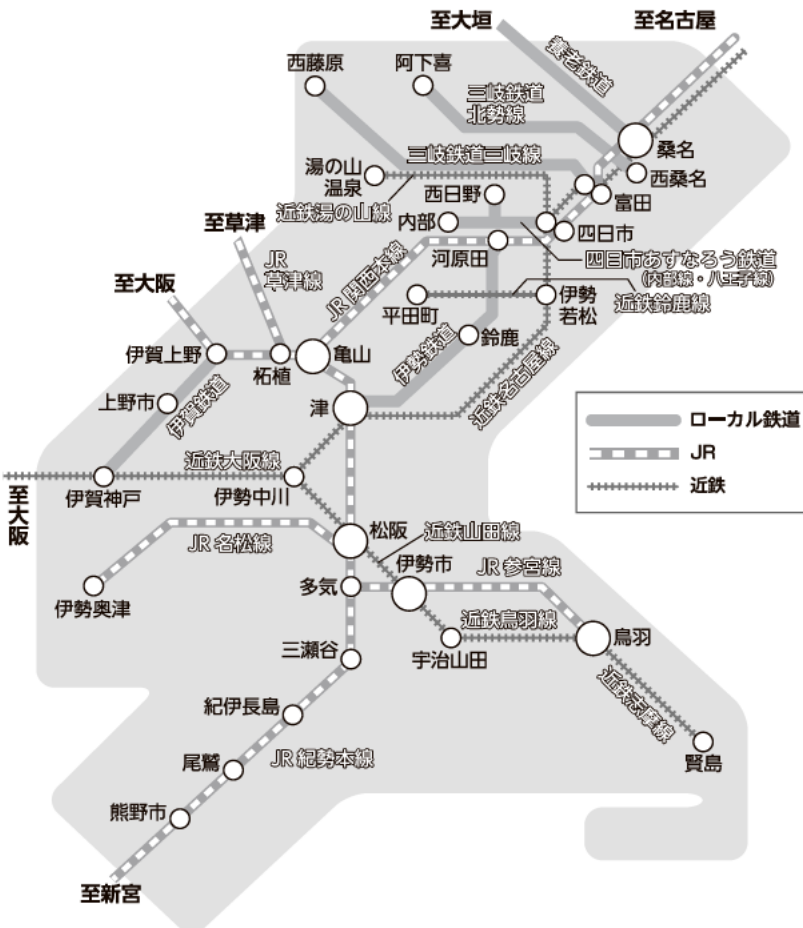 至大垣
至名古屋
養老鉄道
西藤原
阿下喜
三岐鉄道
北勢線
桑名
三岐鉄道三岐線
湯の山
温泉
西桑名
近鉄湯の山線
西日野
富田
内部
四日市
至草津
JR
草津線
JR 関西本線
河原田
四日市あすなろう鉄道
(内部線・八王子線)
至大阪
平田町
伊勢
若松
近鉄鈴鹿線
伊賀上野
柘植
亀山
伊勢鉄道
鈴鹿
近鉄名古屋線
上野市
伊賀鉄道
津
ローカル鉄道
JR
近鉄
近鉄大阪線
至大阪
伊賀神戸
伊勢中川
JR 名松線
松阪
近鉄山田線
伊勢市
JR 参宮線
伊勢奥津
多気
近鉄鳥羽線
鳥羽
宇治山田
三瀬谷
近鉄志摩線
紀伊長島
賢島
尾鷲
JR 紀勢本線
熊野市
至新宮